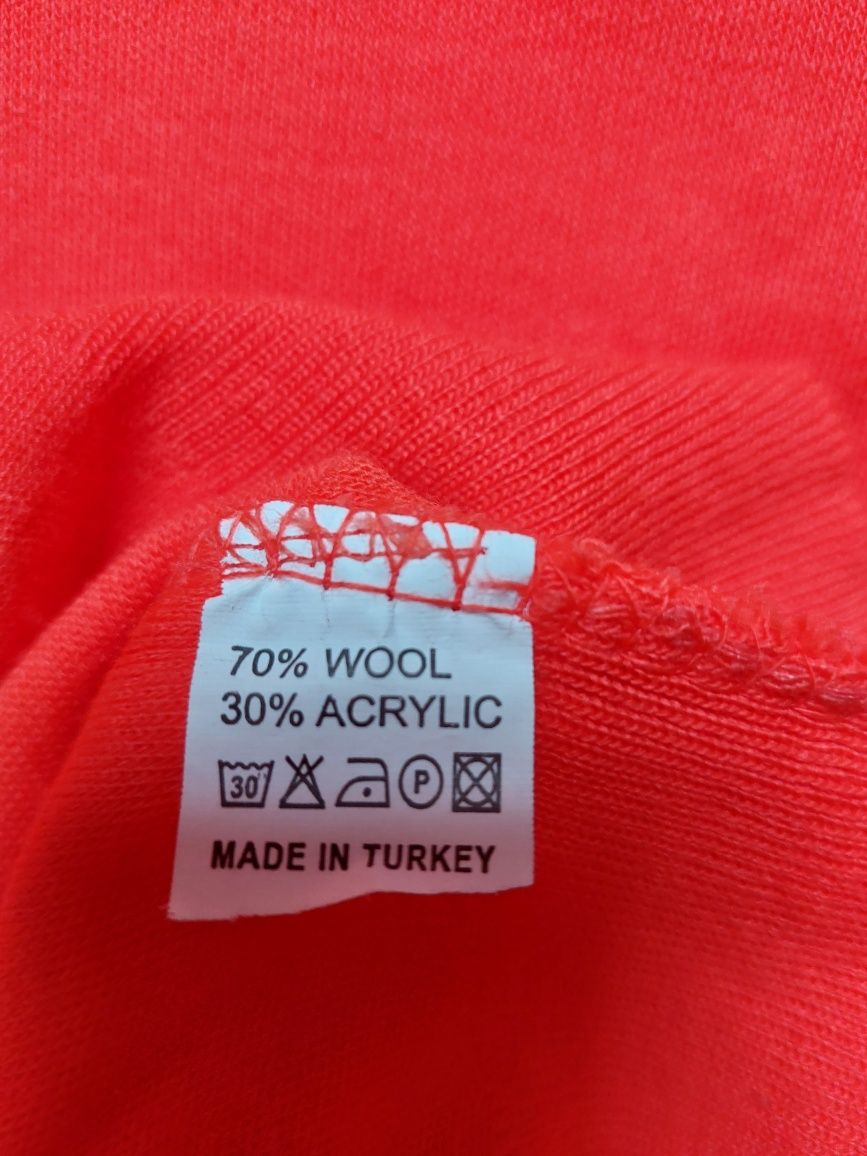 70% WOOL
30% ACRYLIC
30 P
MADE IN TURKEY